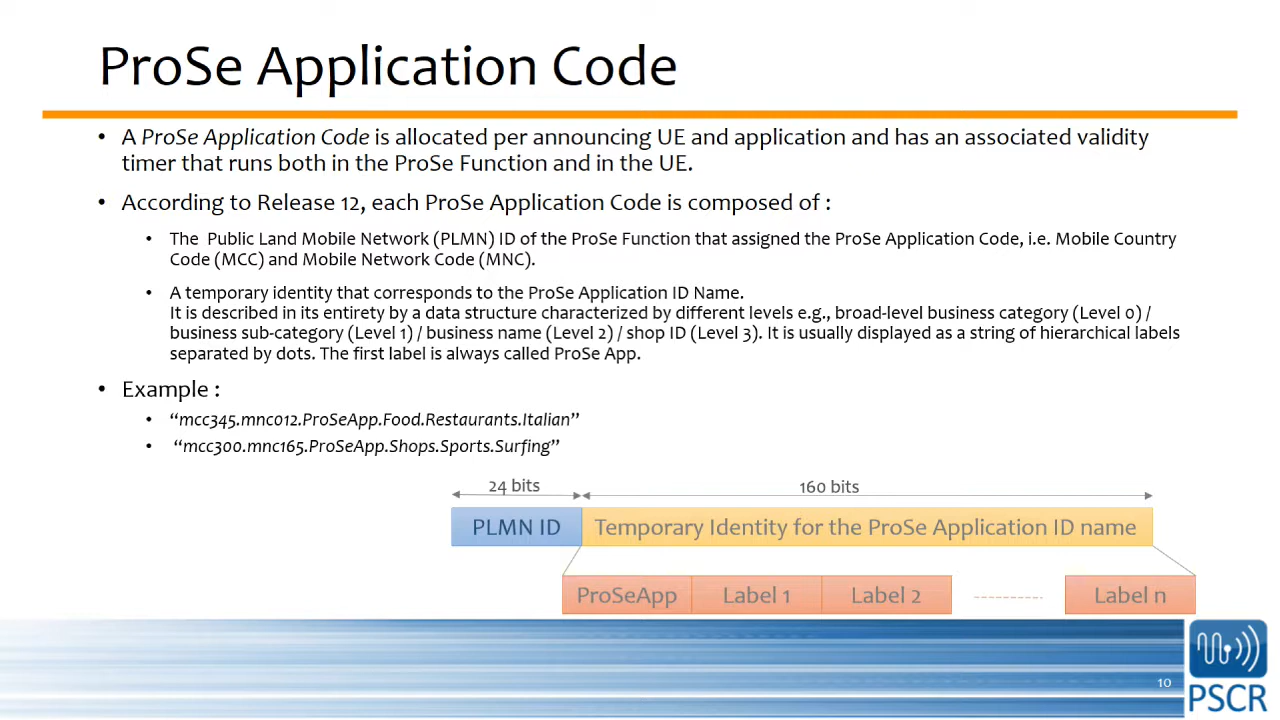 ProSe Application Code
• A ProSe Application Code is allocated per announcing UE and application and has an associated validity
timer that runs both in the ProSe Function and in the UE.
• According to Release 12, each ProSe Application Code is composed of :
• The  Public Land Mobile Network (PLMN) ID of the ProSe Function that assigned the ProSe Application Code, i.e. Mobile Country
Code (MCC) and Mobile Network Code (MNC).
• A temporary identity that corresponds to the ProSe Application ID Name.
It is described in its entirety by a data structure characterized by different levels e.g., broad-level business category (Level 0) /
business sub-category (Level 1) / business name (Level 2) / shop ID (Level 3). It is usually displayed as a string of hierarchical labels
separated by dots. The first label is always called ProSe App.
• Example :
• “mcc345.mnc012.ProSeApp.Food.Restaurants.Italian”
• “mcc300.mnc165.ProSeApp.Shops.Sports.Surfing”
24 bits 160 bits
PLMN ID Temporary Identity for the ProSe Application ID name
ProSeApp Label 1 Label 2 ---------- Label n
10
PSCR